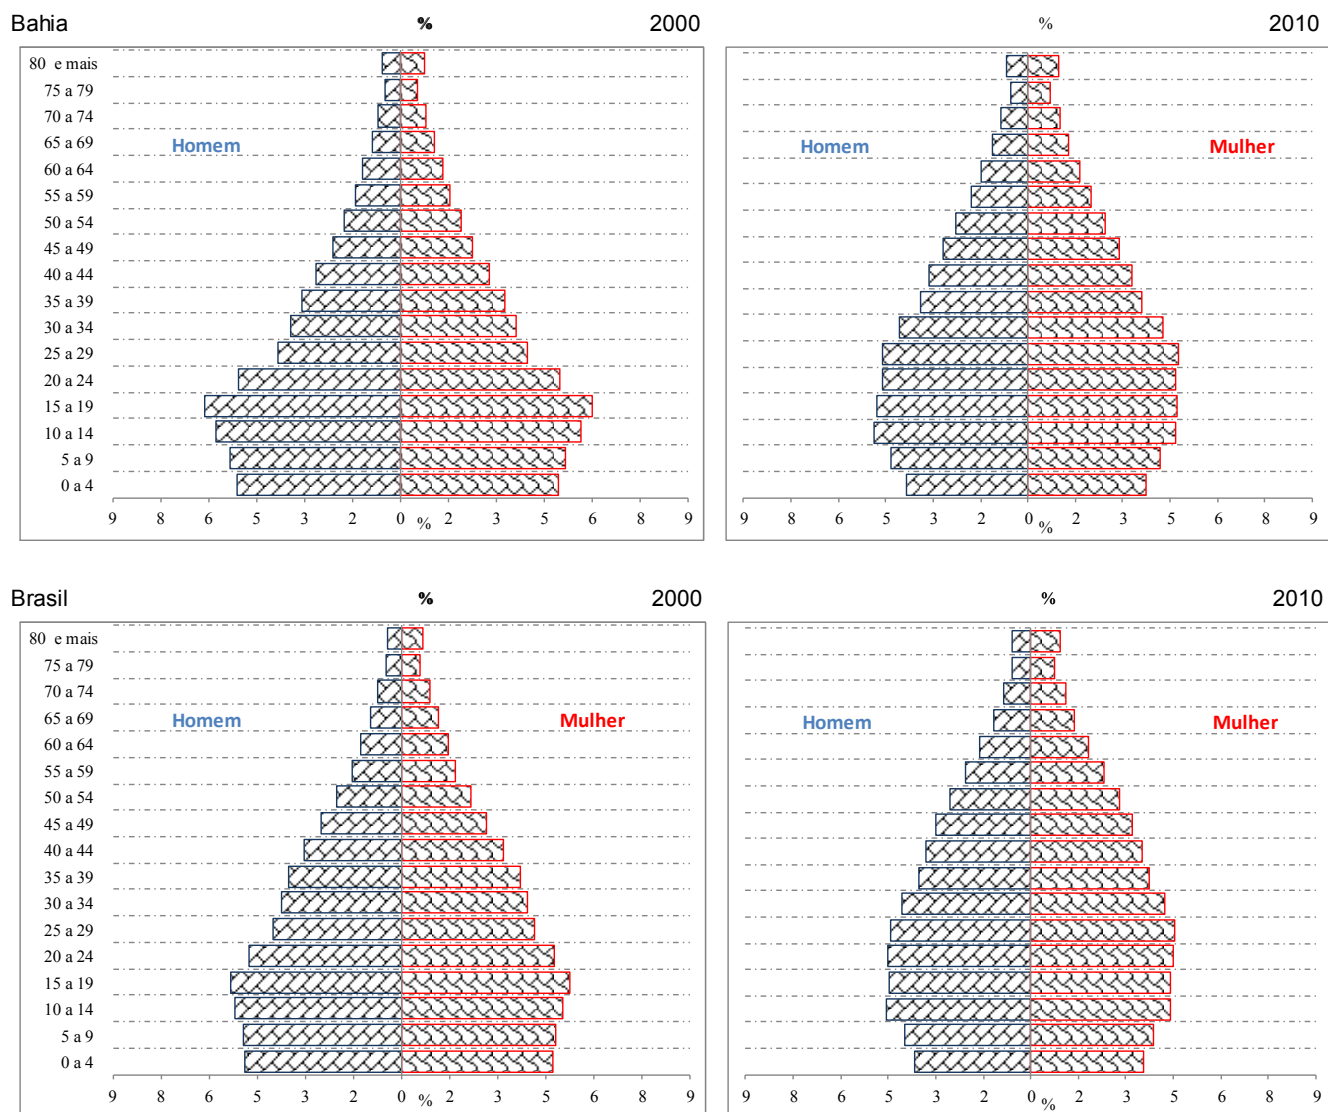 Bahia % 2000 % 2010
80 e mais
75 a 79
70 a 74
65 a 69
Homem Homem Mulher
60 a 64
55 a 59
50 a 54
45 a 49
40 a 44
35 a 39
30 a 34
25 a 29
20 a 24
15 a 19
10 a 14
5 a 9
0 a 4
9 8 6 5 3 2 0 % 2 3 5 6 8 9 9 8 6 5 3 2 0 % 2 3 5 6 8 9
Brasil % 2000 % 2010
80 e mais
75 a 79
70 a 74
65 a 69
Homem Mulher Homem Mulher
60 a 64
55 a 59
50 a 54
45 a 49
40 a 44
35 a 39
30 a 34
25 a 29
20 a 24
15 a 19
10 a 14
5 a 9
0 a 4
9 8 6 5 3 2 0 % 2 3 5 6 8 9 9 8 6 5 3 2 0 % 2 3 5 6 8 9